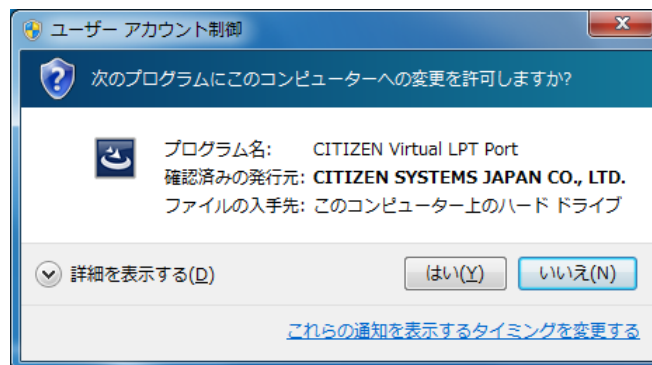 ユーザー アカウント制御
次のプログラムにこのコンピューターへの変更を許可しますか?
プログラム名: CITIZEN Virtual LPT Port
確認済みの発行元: CITIZEN SYSTEMS JAPAN CO., LTD.
ファイルの入手先: このコンピューター上のハード ドライブ
詳細を表示する(D) はい(Y) いいえ(N)
これらの通知を表示するタイミングを変更する